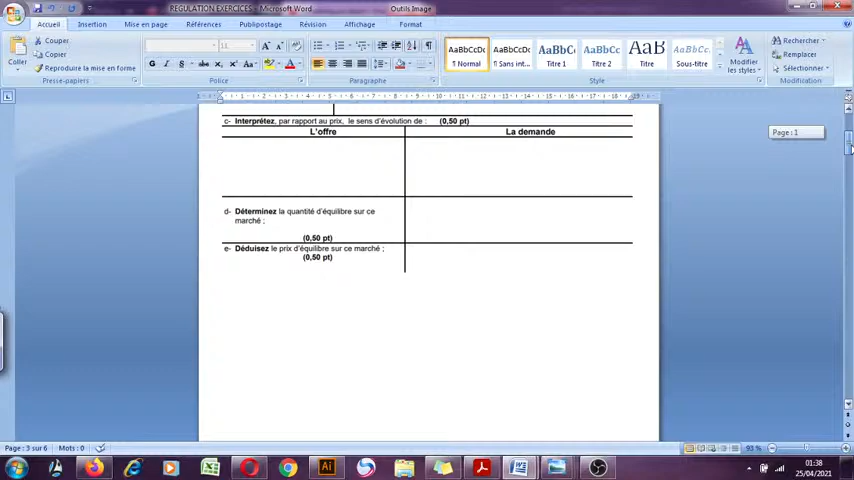 REGULATION EXERCICES - Microsoft Word
Outils Image
Accueil Insertion Mise en page Références Publipostage Révision Affichage Format
Couper
Copier
Reproduire la mise en forme
Coller
Presse-papiers
Police
Paragraphe
AaBbCcDc AaBbCcDc AaBbC AaBbCc AaB AaBbCc
¶ Normal ¶ Sans int... Titre 1 Titre 2 Titre Sous-titre
Modifier les styles
Style
Rechercher
Remplacer
Sélectionner
Modification
c- Interprétez, par rapport au prix, le sens d'évolution de : (0,50 pt)
L'offre La demande
d- Déterminez la quantité d'équilibre sur ce
marché ;
(0,50 pt)
e- Déduisez le prix d'équilibre sur ce marché ;
(0,50 pt)
Page : 1
Page : 3 sur 6 Mots : 0
93 %
01:38
25/04/2021